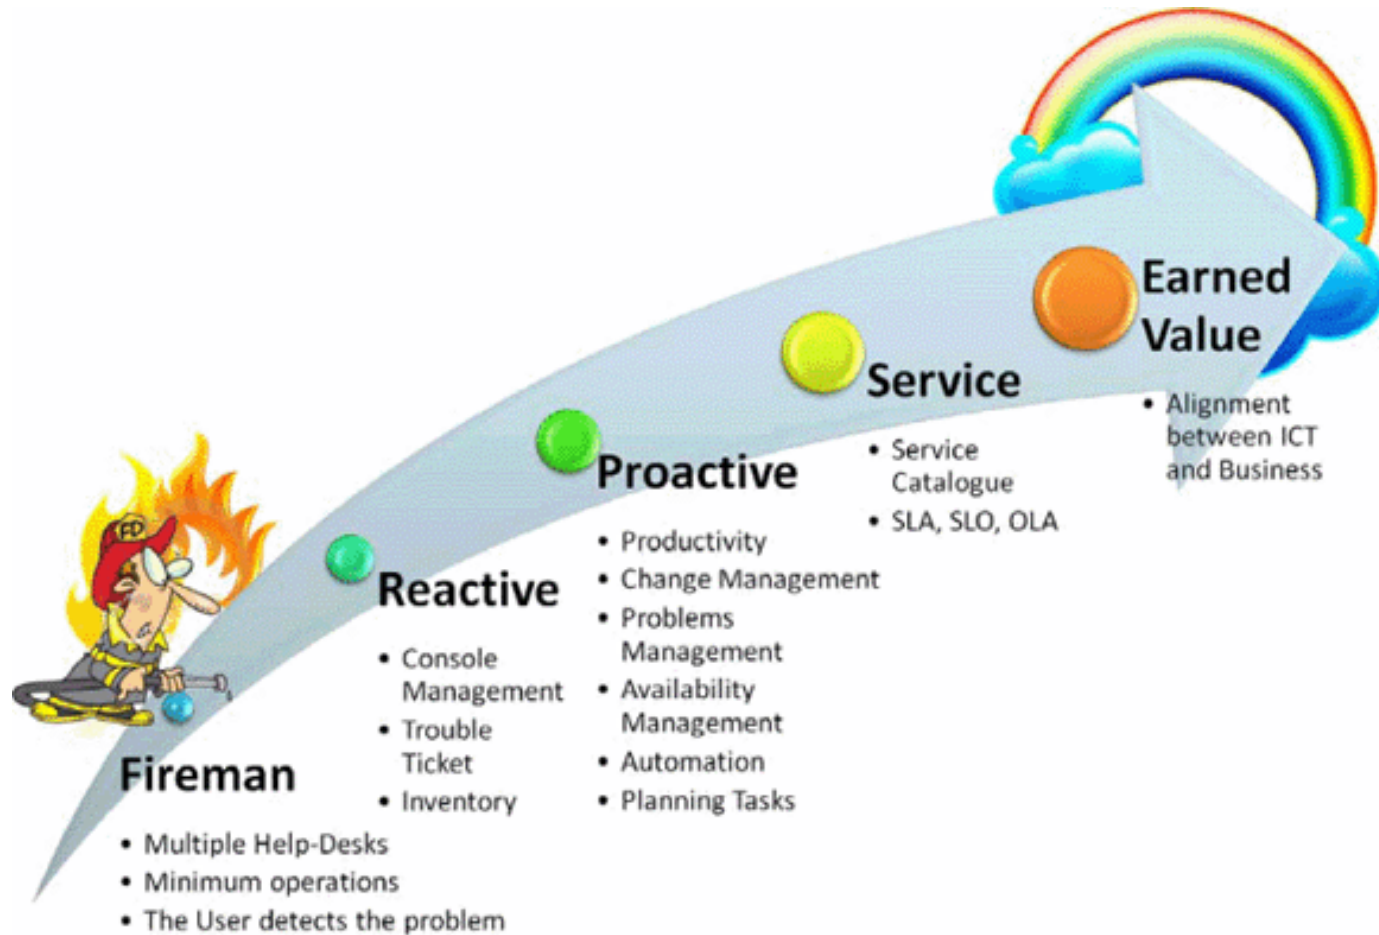 FD
Fireman
• Multiple Help-Desks
• Minimum operations
• The User detects the problem
Reactive
• Console
Management
• Trouble
Ticket
• Inventory
Proactive
• Productivity
• Change Management
• Problems
Management
• Availability
Management
• Automation
• Planning Tasks
Service
• Service
Catalogue
• SLA, SLO, OLA
Earned
Value
• Alignment
between ICT
and Business